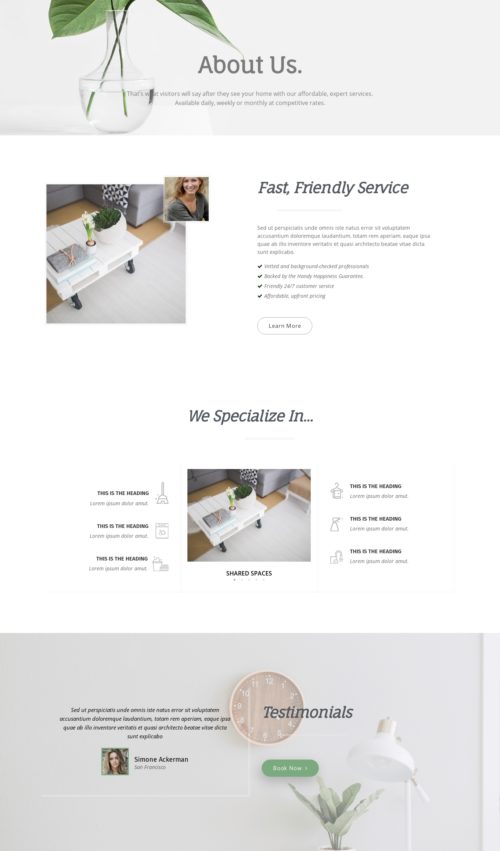 About Us.
That's what visitors will say after they see your home with our affordable, expert services.
Available daily, weekly or monthly at competitive rates.
Fast, Friendly Service
Sed ut perspiciatis unde omnis iste natus error sit voluptatem
accusantium doloremque laudantium, totam rem aperiam, eaque ipsa
quae ab illo inventore veritatis et quasi architecto beatae vitae dicta
sunt explicabo.
Vetted and background-checked professionals
Backed by the Handy Happiness Guarantee.
Friendly 24/7 customer service
Affordable, upfront pricing
Learn More
We Specialize In...
THIS IS THE HEADING
Lorem ipsum dolor amut.
THIS IS THE HEADING
Lorem ipsum dolor amut.
THIS IS THE HEADING
Lorem ipsum dolor amut.
SHARED SPACES
THIS IS THE HEADING
Lorem ipsum dolor amut.
THIS IS THE HEADING
Lorem ipsum dolor amut.
THIS IS THE HEADING
Lorem ipsum dolor amut.
Sed ut perspiciatis unde omnis iste natus error sit voluptatem
accusantium doloremque laudantium, totam rem aperiam, eaque ipsa
quae ab illo inventore veritatis et quasi architecto beatae vitae dicta
sunt explicabo
Simone Ackerman
San Francisco
Testimonials
Book Now >